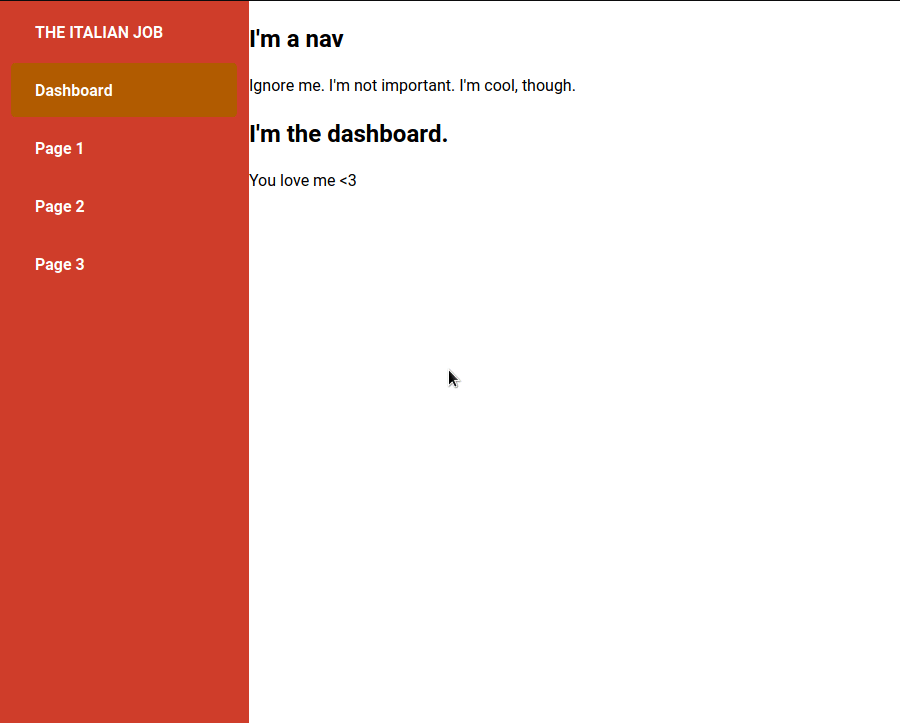 THE ITALIAN JOB
Dashboard
Page 1
Page 2
Page 3
I'm a nav
Ignore me. I'm not important. I'm cool, though.
I'm the dashboard.
You love me <3